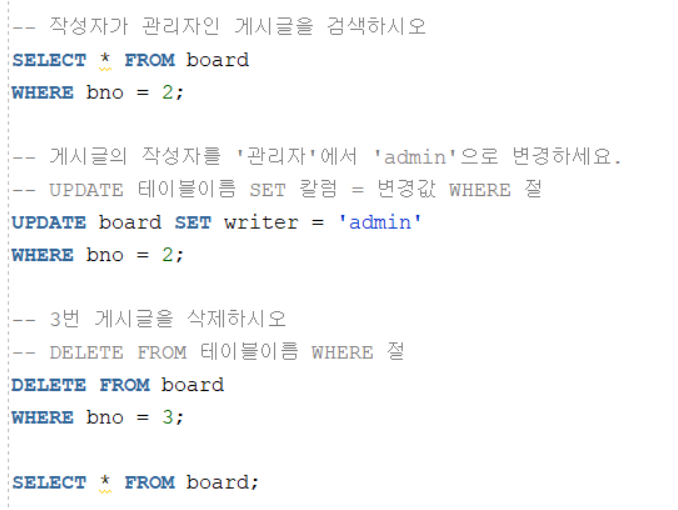 -- 작성자가 관리자인 게시글을 검색하시오
SELECT * FROM board
WHERE bno = 2;
-- 게시글의 작성자를 '관리자'에서 'admin'으로 변경하세요.
-- UPDATE 테이블이름 SET 칼럼 = 변경값 WHERE 절
UPDATE board SET writer = 'admin'
WHERE bno = 2;
-- 3번 게시글을 삭제하시오
-- DELETE FROM 테이블이름 WHERE 절
DELETE FROM board
WHERE bno = 3;
SELECT * FROM board;